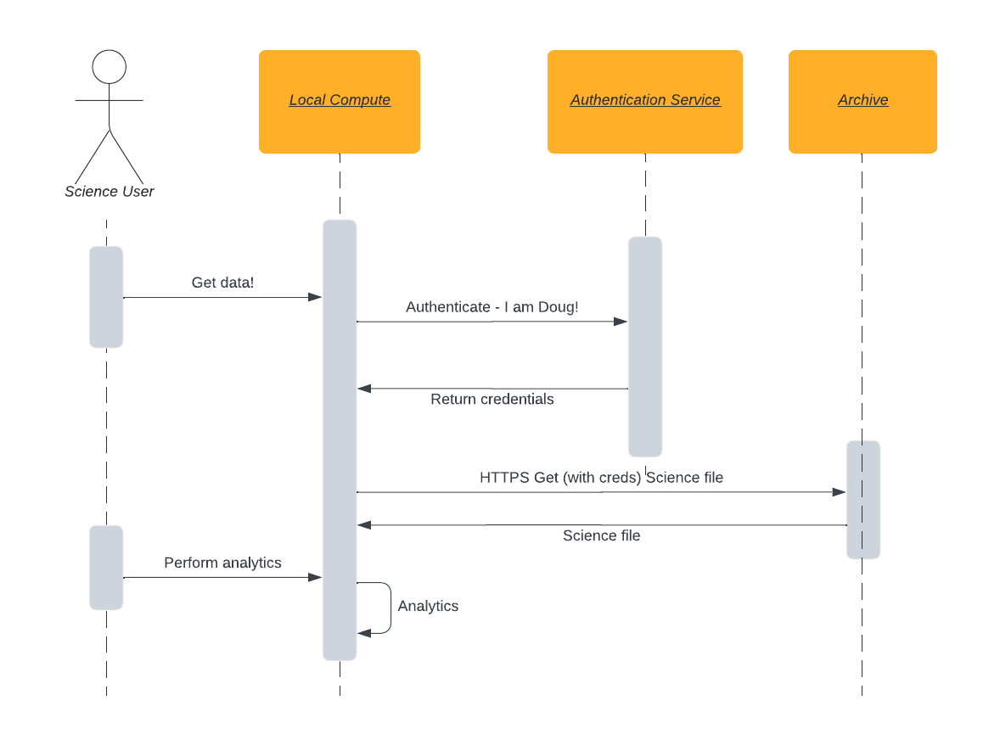 Local Compute
Authentication Service
Archive
Science User
Get data!
Authenticate - I am Doug!
Return credentials
HTTPS Get (with creds) Science file
Science file
Perform analytics
Analytics